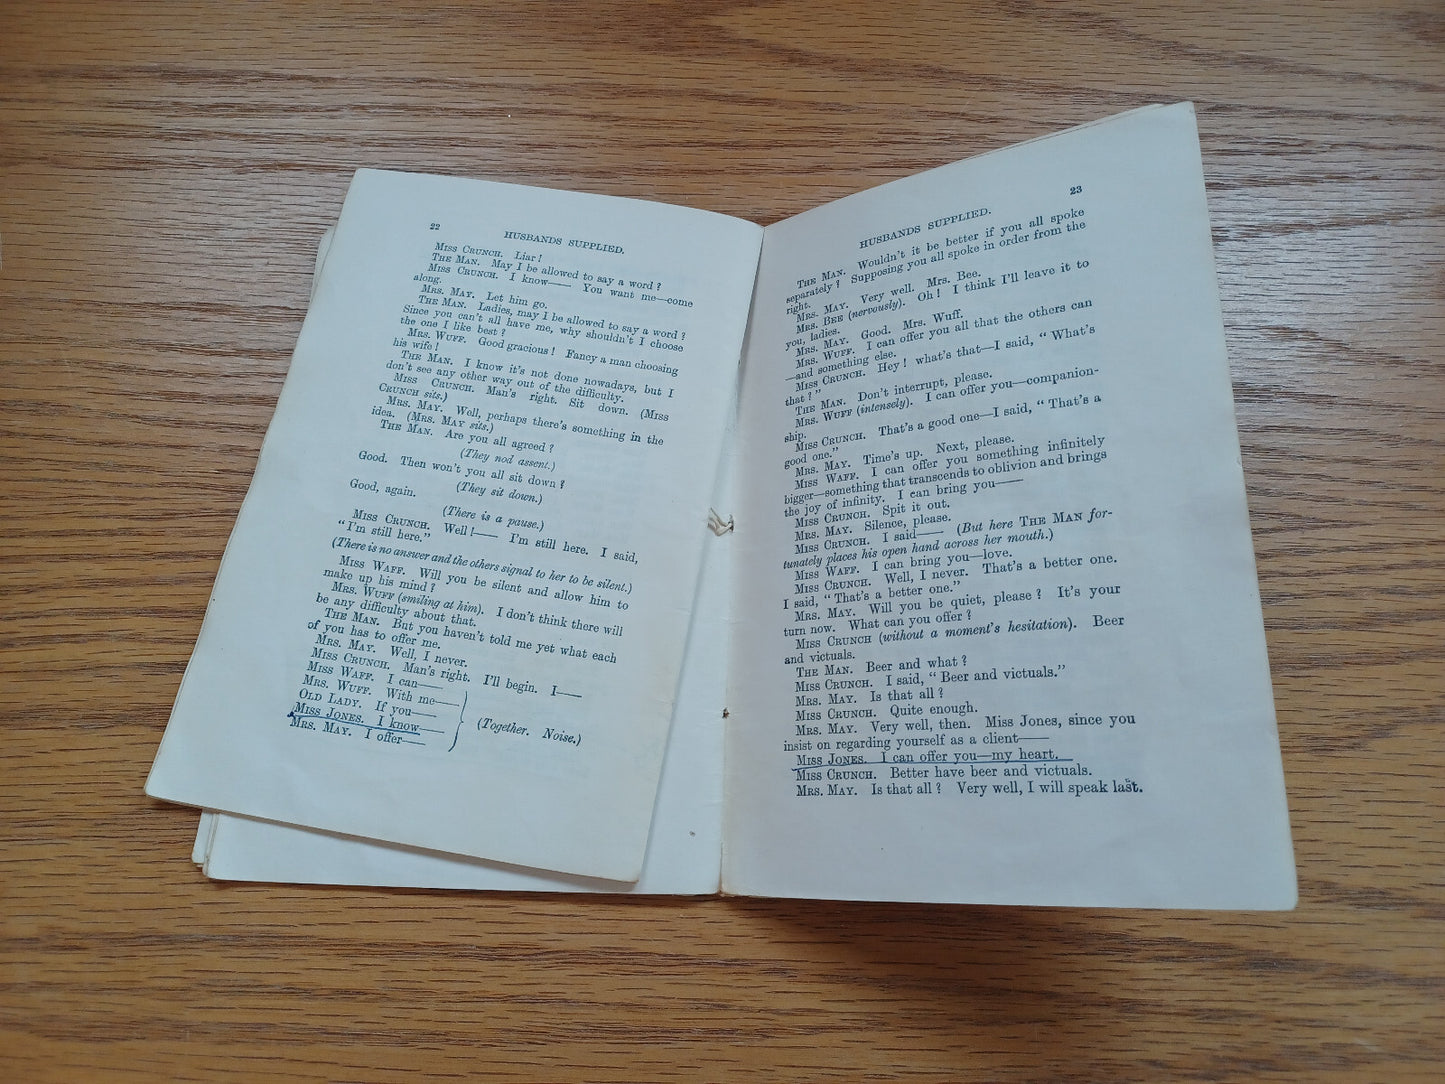 22
HUSBANDS SUPPLIED.
MISS CRUNCH. Liar!
THE MAN. May I be allowed to say a word?
MISS CRUNCH. I know—— You want me—come
along.
MRS. MAY. Let him go.
THE MAN. Ladies, may I be allowed to say a word?
Since you can't all have me, why shouldn't I choose
the one I like best?
MRS. WUFF. Good gracious! Fancy a man choosing
his wife!
THE MAN. I know it's not done nowadays, but I
don't see any other way out of the difficulty.
MISS CRUNCH. Man's right. Sit down. (MISS
CRUNCH sits.)
MRS. MAY. Well, perhaps there's something in the
idea. (MRS. MAY sits.)
THE MAN. Are you all agreed?
(They nod assent.)
Good. Then won't you all sit down?
(They sit down.)
Good, again.
(There is a pause.)
MISS CRUNCH. Well!—— I'm still here. I said,
"I'm still here."
(There is no answer and the others signal to her to be silent.)
MISS WAFF. Will you be silent and allow him to
make up his mind?
MRS. WUFF (smiling at him). I don't think there will
be any difficulty about that.
THE MAN. But you haven't told me yet what each
of you has to offer me.
MRS. MAY. Well, I never.
MISS CRUNCH. Man's right. I'll begin. I——
MISS WAFF. I can——
MRS. WUFF. With me——
OLD LADY. If you——
MISS JONES. I know——
MRS. MAY. I offer——
(Together. Noise.)
23
HUSBANDS SUPPLIED.
THE MAN. Wouldn't it be better if you all spoke
separately? Supposing you all spoke in order from the
right.
MRS. MAY. Very well. Mrs. Bee.
MRS. BEE (nervously). Oh! I think I'll leave it to
you, ladies.
MRS. MAY. Good. Mrs. Wuff.
MRS. WUFF. I can offer you all that the others can
—and something else.
MISS CRUNCH. Hey! what's that—I said, "What's
that?"
THE MAN. Don't interrupt, please.
MRS. WUFF (intensely). I can offer you—companion-
ship.
MISS CRUNCH. That's a good one—I said, "That's a
good one."
MRS. MAY. Time's up. Next, please.
MISS WAFF. I can offer you something infinitely
bigger—something that transcends to oblivion and brings
the joy of infinity. I can bring you——
MISS CRUNCH. Spit it out.
MRS. MAY. Silence, please.
MISS CRUNCH. I said—— (But here THE MAN for-
tunately places his open hand across her mouth.)
MISS WAFF. I can bring you—love.
MISS CRUNCH. Well, I never. That's a better one.
I said, "That's a better one."
MRS. MAY. Will you be quiet, please? It's your
turn now. What can you offer?
MISS CRUNCH (without a moment's hesitation). Beer
and victuals.
THE MAN. Beer and what?
MISS CRUNCH. I said, "Beer and victuals."
MRS. MAY. Is that all?
MISS CRUNCH. Quite enough.
MRS. MAY. Very well, then. Miss Jones, since you
insist on regarding yourself as a client——
MISS JONES. I can offer you—my heart.
MISS CRUNCH. Better have beer and victuals.
MRS. MAY. Is that all? Very well, I will speak last.